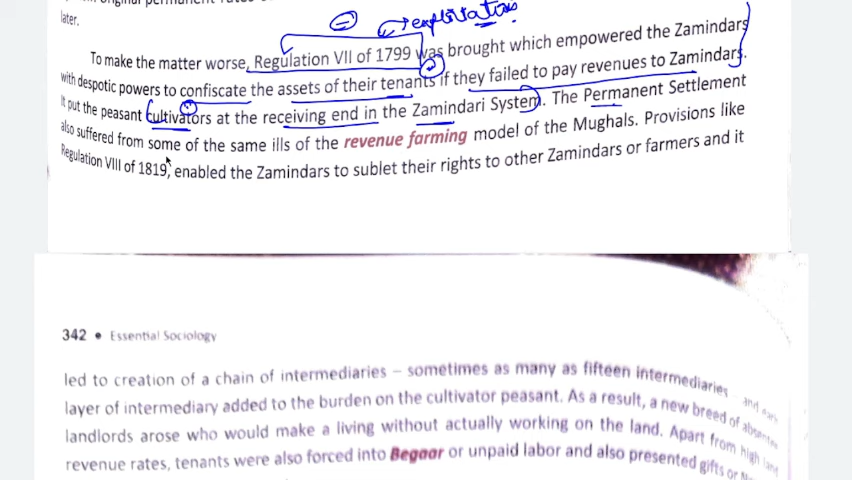 later.
exploitation
To make the matter worse, Regulation VII of 1799 was brought which empowered the Zamindars
with despotic powers to confiscate the assets of their tenants if they failed to pay revenues to Zamindars.
It put the peasant cultivators at the receiving end in the Zamindari System. The Permanent Settlement
also suffered from some of the same ills of the revenue farming model of the Mughals. Provisions like
Regulation VIII of 1819, enabled the Zamindars to sublet their rights to other Zamindars or farmers and it
342 • Essential Sociology
led to creation of a chain of intermediaries – sometimes as many as fifteen intermediaries – and
layer of intermediary added to the burden on the cultivator peasant. As a result, a new breed of absentee
landlords arose who would make a living without actually working on the land. Apart from high land
revenue rates, tenants were also forced into Begaar or unpaid labor and also presented gifts or